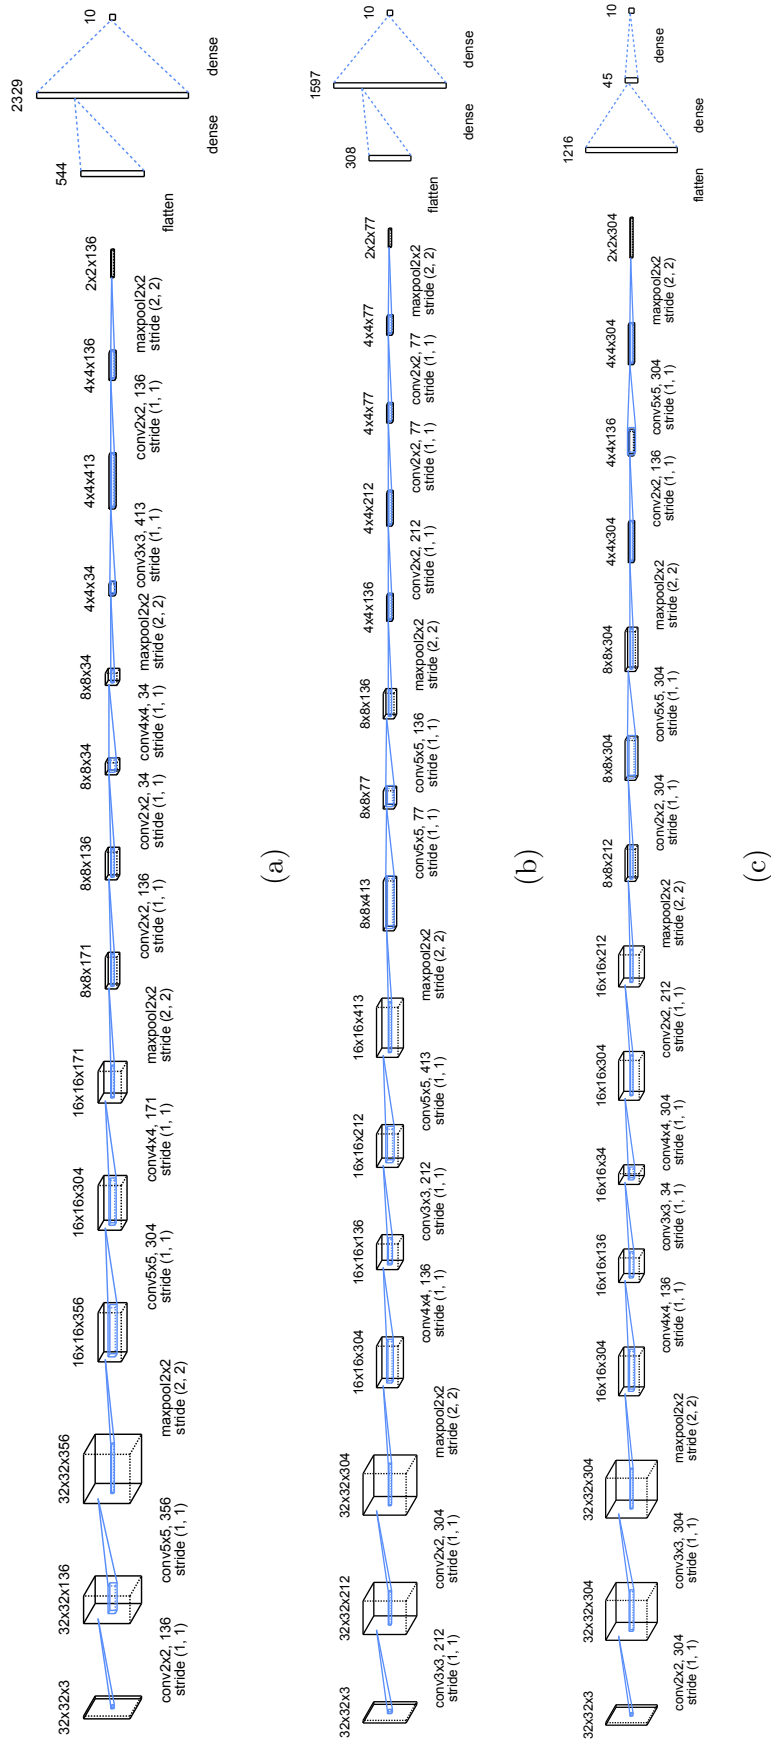 32x32x3
32x32x136
32x32x356
16x16x356
16x16x304
16x16x171
8x8x171
8x8x136
8x8x34
8x8x34
4x4x34
4x4x413
4x4x136
2x2x136
544
2329
10
conv2x2, 136
stride (1, 1)
conv5x5, 356
stride (1, 1)
maxpool2x2
stride (2, 2)
conv5x5, 304
stride (1, 1)
conv4x4, 171
stride (1, 1)
maxpool2x2
stride (2, 2)
conv2x2, 136
stride (1, 1)
conv2x2, 34
stride (1, 1)
conv4x4, 34
stride (1, 1)
maxpool2x2
stride (2, 2)
conv3x3, 413
stride (1, 1)
conv2x2, 136
stride (1, 1)
maxpool2x2
stride (2, 2)
flatten
dense
dense
(a)
32x32x3
32x32x212
32x32x304
16x16x304
16x16x136
16x16x212
16x16x413
8x8x413
8x8x77
8x8x136
4x4x136
4x4x212
4x4x77
4x4x77
2x2x77
308
1597
10
conv3x3, 212
stride (1, 1)
conv2x2, 304
stride (1, 1)
maxpool2x2
stride (2, 2)
conv4x4, 136
stride (1, 1)
conv3x3, 212
stride (1, 1)
conv5x5, 413
stride (1, 1)
maxpool2x2
stride (2, 2)
conv5x5, 77
stride (1, 1)
conv5x5, 136
stride (1, 1)
maxpool2x2
stride (2, 2)
conv2x2, 212
stride (1, 1)
conv2x2, 77
stride (1, 1)
conv2x2, 77
stride (1, 1)
maxpool2x2
stride (2, 2)
flatten
dense
dense
(b)
32x32x3
32x32x304
32x32x304
16x16x304
16x16x136
16x16x34
16x16x304
16x16x212
8x8x212
8x8x304
8x8x304
4x4x304
4x4x136
4x4x304
2x2x304
1216
45
10
conv2x2, 304
stride (1, 1)
conv3x3, 304
stride (1, 1)
maxpool2x2
stride (2, 2)
conv4x4, 136
stride (1, 1)
conv3x3, 34
stride (1, 1)
conv4x4, 304
stride (1, 1)
conv2x2, 212
stride (1, 1)
maxpool2x2
stride (2, 2)
conv2x2, 304
stride (1, 1)
conv5x5, 304
stride (1, 1)
maxpool2x2
stride (2, 2)
conv2x2, 136
stride (1, 1)
conv5x5, 304
stride (1, 1)
maxpool2x2
stride (2, 2)
flatten
dense
dense
(c)